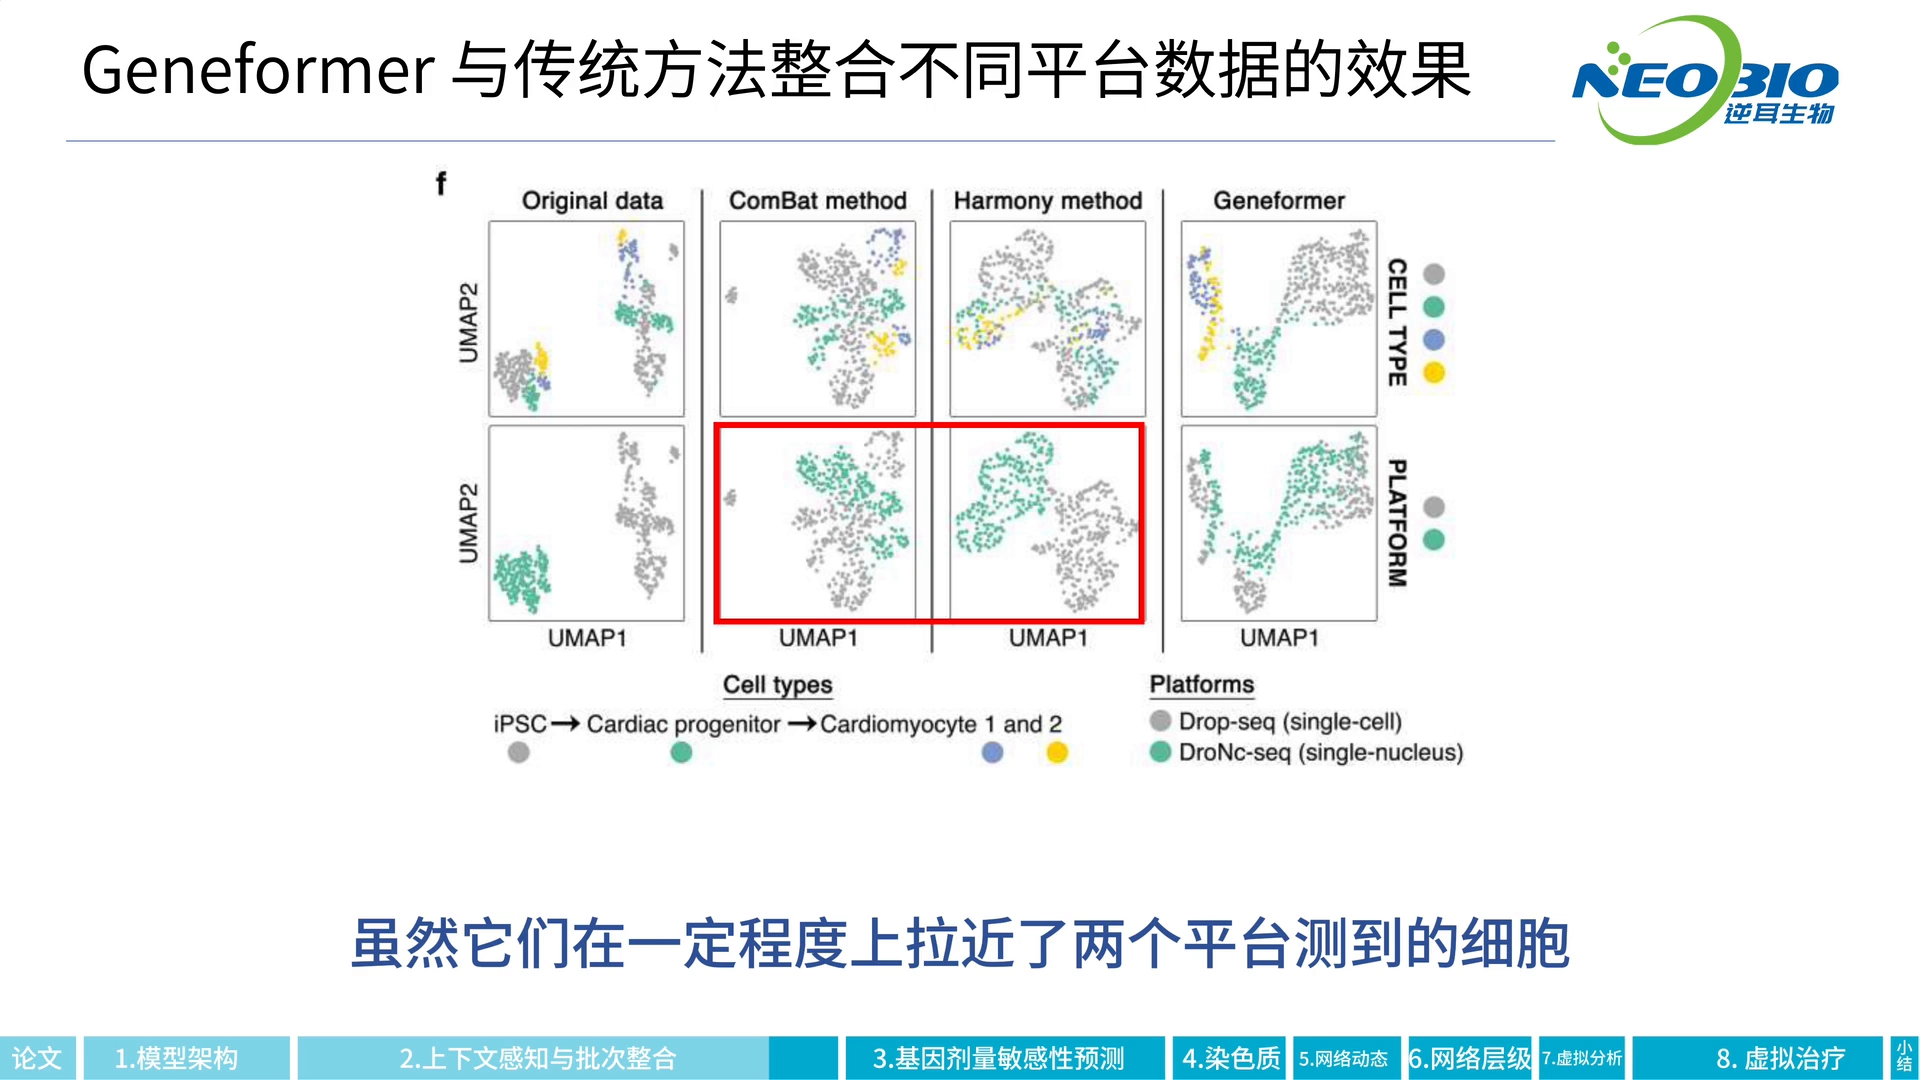 Geneformer 与传统方法整合不同平台数据的效果
NEOBIO
逆耳生物
f
Original data
ComBat method
Harmony method
Geneformer
UMAP2
CELL TYPE
UMAP2
PLATFORM
UMAP1
UMAP1
UMAP1
UMAP1
Cell types
iPSC→ Cardiac progenitor →Cardiomyocyte 1 and 2
Platforms
Drop-seq (single-cell)
DroNc-seq (single-nucleus)
虽然它们在一定程度上拉近了两个平台测到的细胞
论文
1.模型架构
2.上下文感知与批次整合
3.基因剂量敏感性预测
4.染色质
5.网络动态
6.网络层级
7.虚拟分析
8. 虚拟治疗
小结